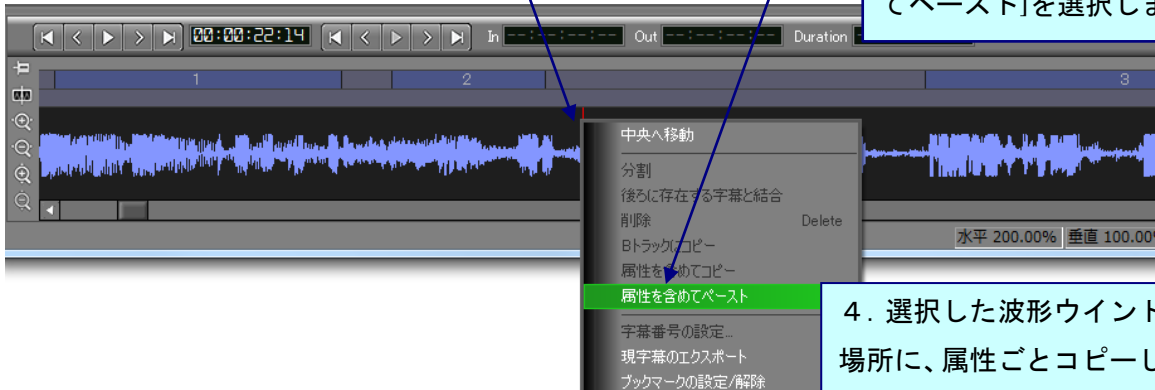 てペースト]を選択しま
00:00:22:14 In --:--:--:-- Out --:--:--:-- Duration
1 2 3
中央へ移動
分割
後ろに存在する字幕と結合
削除 Delete
Bトラックにコピー
属性を含めてコピー
属性を含めてペースト
字幕番号の設定...
現字幕のエクスポート
ブックマークの設定/解除
水平 200.00% 垂直 100.00%
４．選択した波形ウインド
場所に、属性ごとコピーし